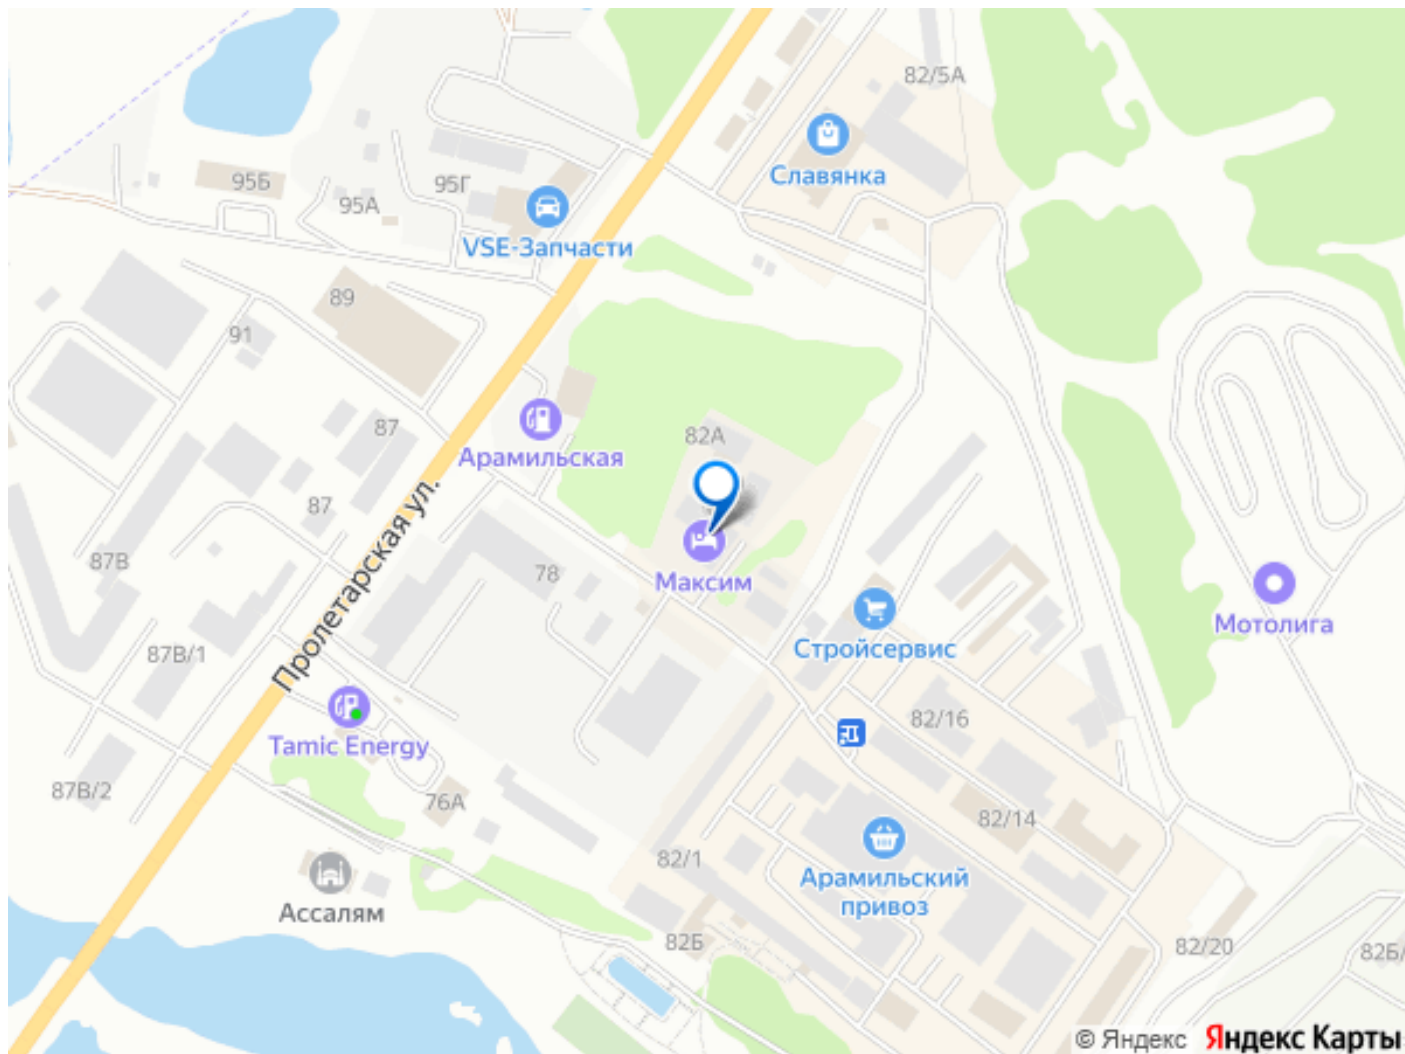 82/5А
Славянка
95Б
95Г
95А
VSE-Запчасти
89
91
87
82А
Арамильская
87
Пролетарская ул.
87В
78
Максим
Мотолига
Стройсервис
87В/1
82/16
Tamic Energy
87В/2
76А
82/14
82/1
Арамильский
привоз
Ассалям
82Б
82/20
82Б/
© Яндекс Яндекс Карты